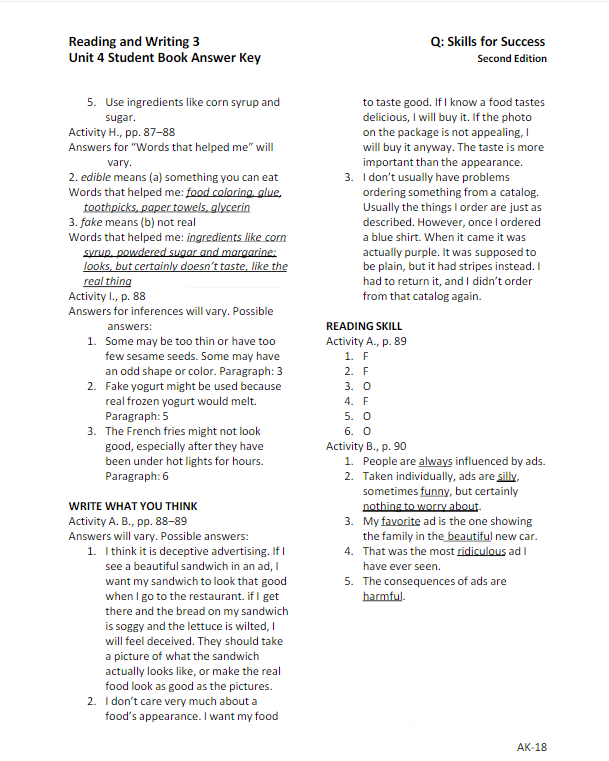 Reading and Writing 3
Unit 4 Student Book Answer Key
Q: Skills for Success
Second Edition
5. Use ingredients like corn syrup and
sugar.
Activity H., pp. 87–88
Answers for “Words that helped me” will
vary.
2. edible means (a) something you can eat
Words that helped me: food coloring, glue,
toothpicks, paper towels, glycerin
3. fake means (b) not real
Words that helped me: ingredients like corn
syrup, powdered sugar and margarine;
looks, but certainly doesn’t taste, like the
real thing
Activity I., p. 88
Answers for inferences will vary. Possible
answers:
1. Some may be too thin or have too
few sesame seeds. Some may have
an odd shape or color. Paragraph: 3
2. Fake yogurt might be used because
real frozen yogurt would melt.
Paragraph: 5
3. The French fries might not look
good, especially after they have
been under hot lights for hours.
Paragraph: 6
WRITE WHAT YOU THINK
Activity A. B., pp. 88–89
Answers will vary. Possible answers:
1. I think it is deceptive advertising. If I
see a beautiful sandwich in an ad, I
want my sandwich to look that good
when I go to the restaurant. if I get
there and the bread on my sandwich
is soggy and the lettuce is wilted, I
will feel deceived. They should take
a picture of what the sandwich
actually looks like, or make the real
food look as good as the pictures.
2. I don’t care very much about a
food’s appearance. I want my food
to taste good. If I know a food tastes
delicious, I will buy it. If the photo
on the package is not appealing, I
will buy it anyway. The taste is more
important than the appearance.
3. I don’t usually have problems
ordering something from a catalog.
Usually the things I order are just as
described. However, once I ordered
a blue shirt. When it came it was
actually purple. It was supposed to
be plain, but it had stripes instead. I
had to return it, and I didn’t order
from that catalog again.
READING SKILL
Activity A., p. 89
1. F
2. F
3. O
4. F
5. O
6. O
Activity B., p. 90
1. People are always influenced by ads.
2. Taken individually, ads are silly,
sometimes funny, but certainly
nothing to worry about.
3. My favorite ad is the one showing
the family in the beautiful new car.
4. That was the most ridiculous ad I
have ever seen.
5. The consequences of ads are
harmful.
AK-18